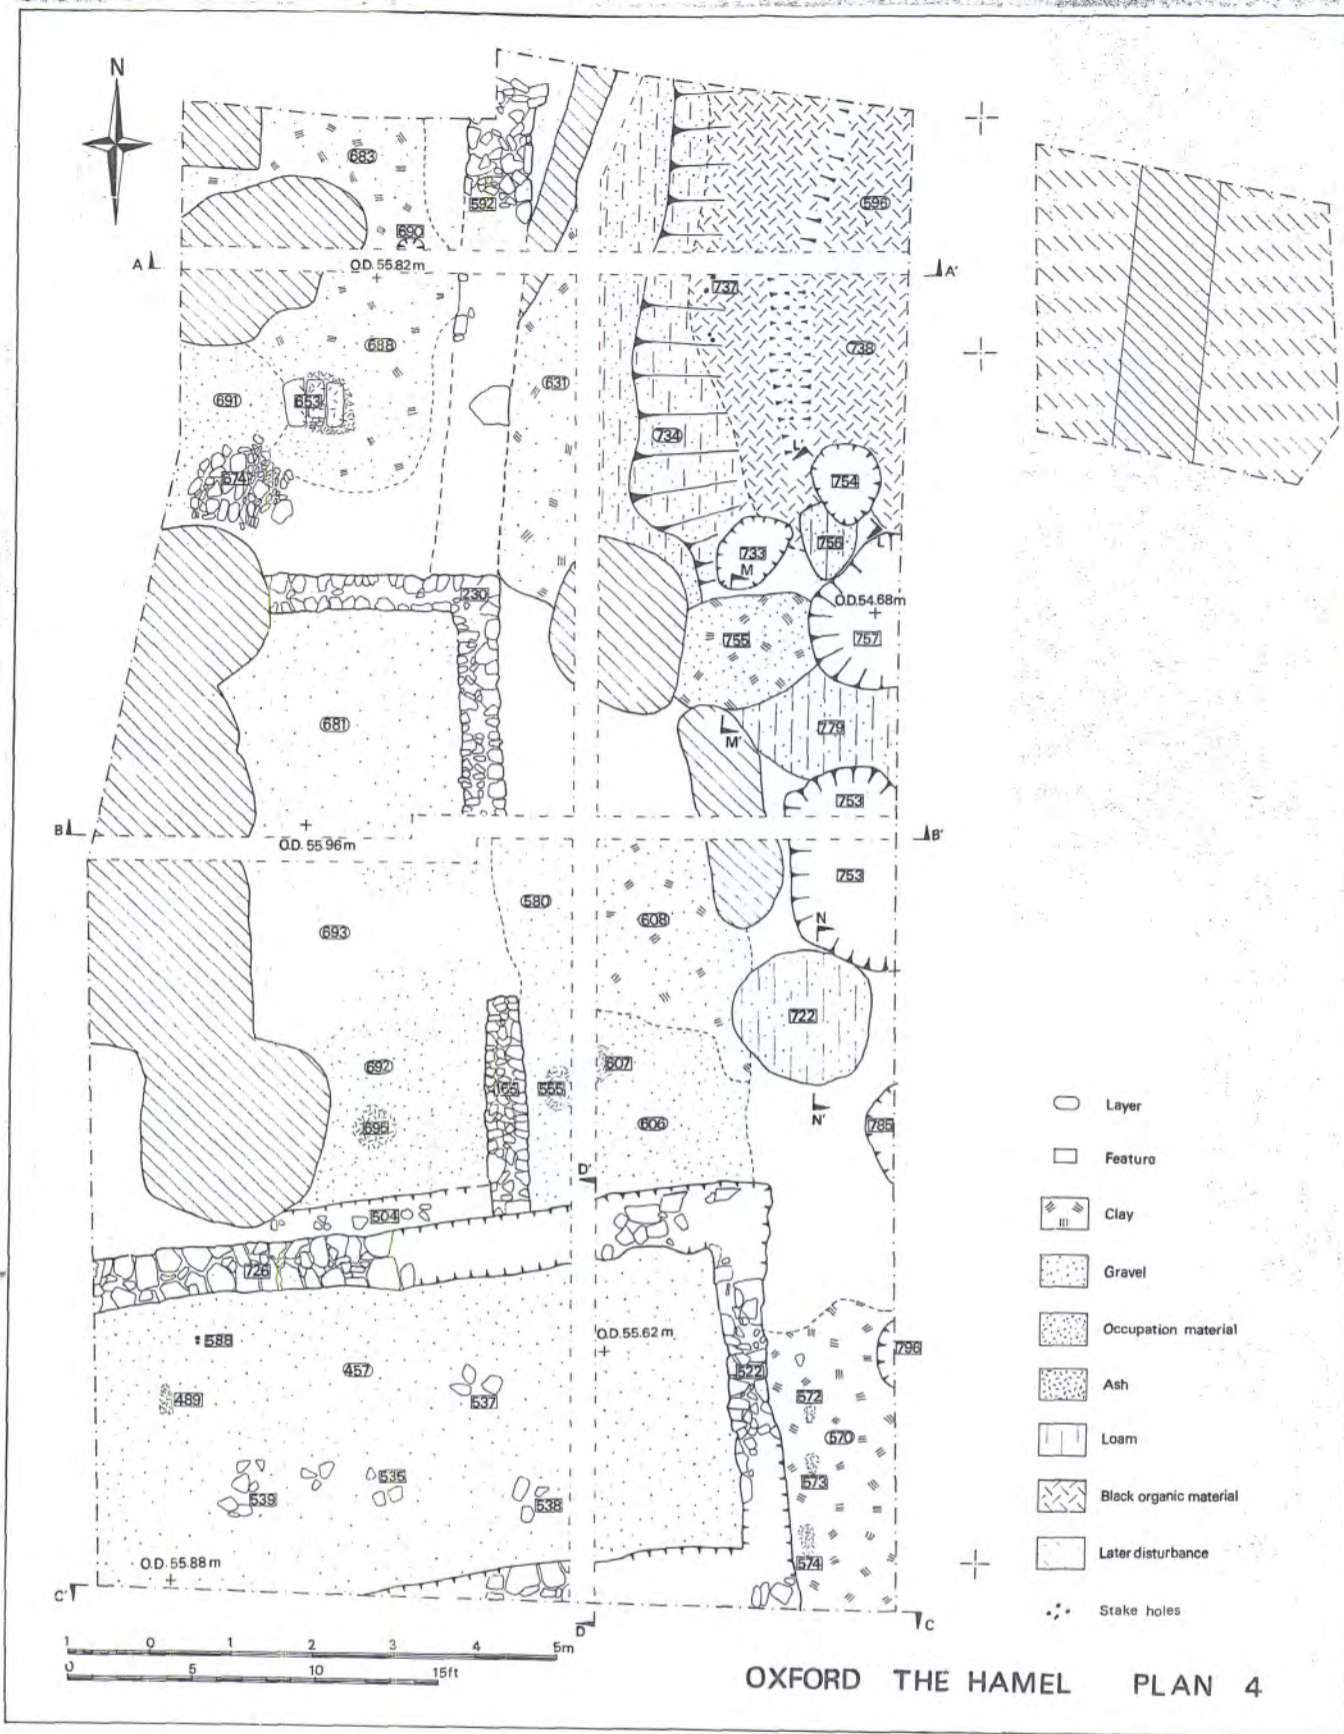 N
683
592
690
596
A
O.D. 55.82m
A'
737
688
738
631
691
653
734
L
674
754
733
756
L'
M
230
O.D. 54.68m
755
757
681
779
M'
753
B
B'
O.D. 55.96m
753
580
608
N
693
722
692
607
165
555
695
606
N'
785
D'
504
726
O.D. 55.62 m
588
522
796
457
489
537
572
570
535
573
539
538
O.D. 55.88 m
574
C'
D
C
Layer
Feature
Clay
Gravel
Occupation material
Ash
Loam
Black organic material
Later disturbance
Stake holes
1 0 1 2 3 4 5m
0 5 10 15ft
OXFORD THE HAMEL PLAN 4